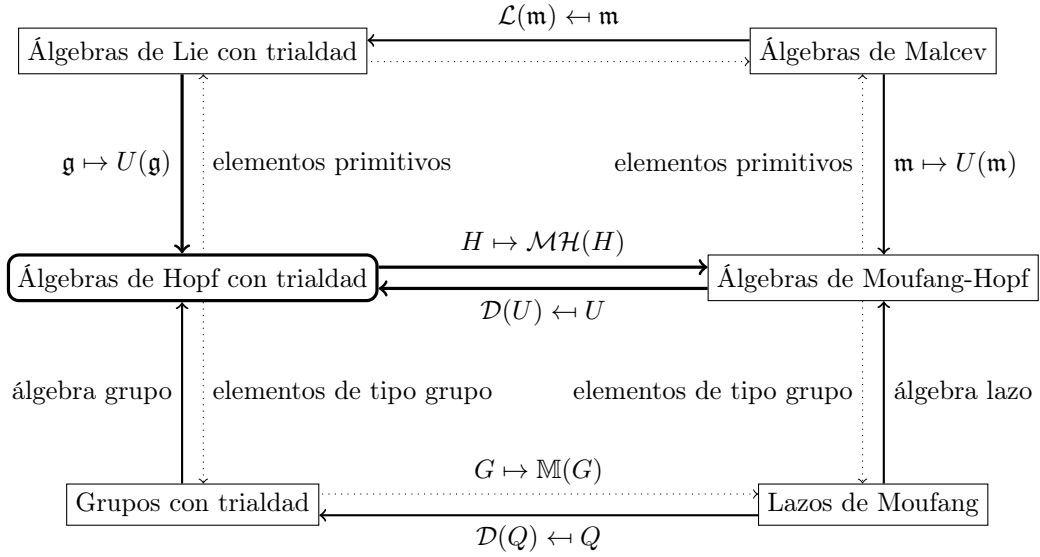 𝓛(𝔪) ↤ 𝔪
Álgebras de Lie con trialdad
Álgebras de Malcev
𝔤 ↦ U(𝔤)
elementos primitivos
elementos primitivos
𝔪 ↦ U(𝔪)
H ↦ 𝓜𝓗(H)
Álgebras de Hopf con trialdad
Álgebras de Moufang-Hopf
𝓓(U) ↤ U
álgebra grupo
elementos de tipo grupo
elementos de tipo grupo
álgebra lazo
G ↦ 𝕄(G)
Grupos con trialdad
Lazos de Moufang
𝓓(Q) ↤ Q